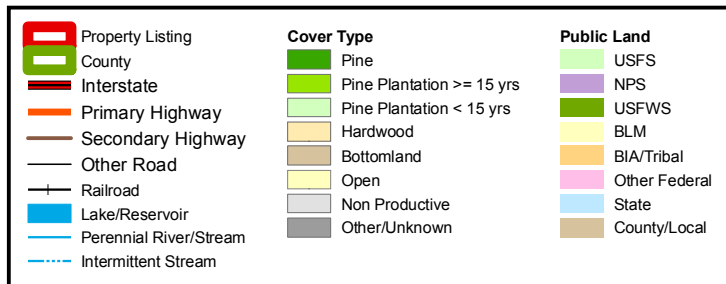 Property Listing
County
Interstate
Primary Highway
Secondary Highway
Other Road
Railroad
Lake/Reservoir
Perennial River/Stream
Intermittent Stream
Cover Type
Pine
Pine Plantation >= 15 yrs
Pine Plantation < 15 yrs
Hardwood
Bottomland
Open
Non Productive
Other/Unknown
Public Land
USFS
NPS
USFWS
BLM
BIA/Tribal
Other Federal
State
County/Local